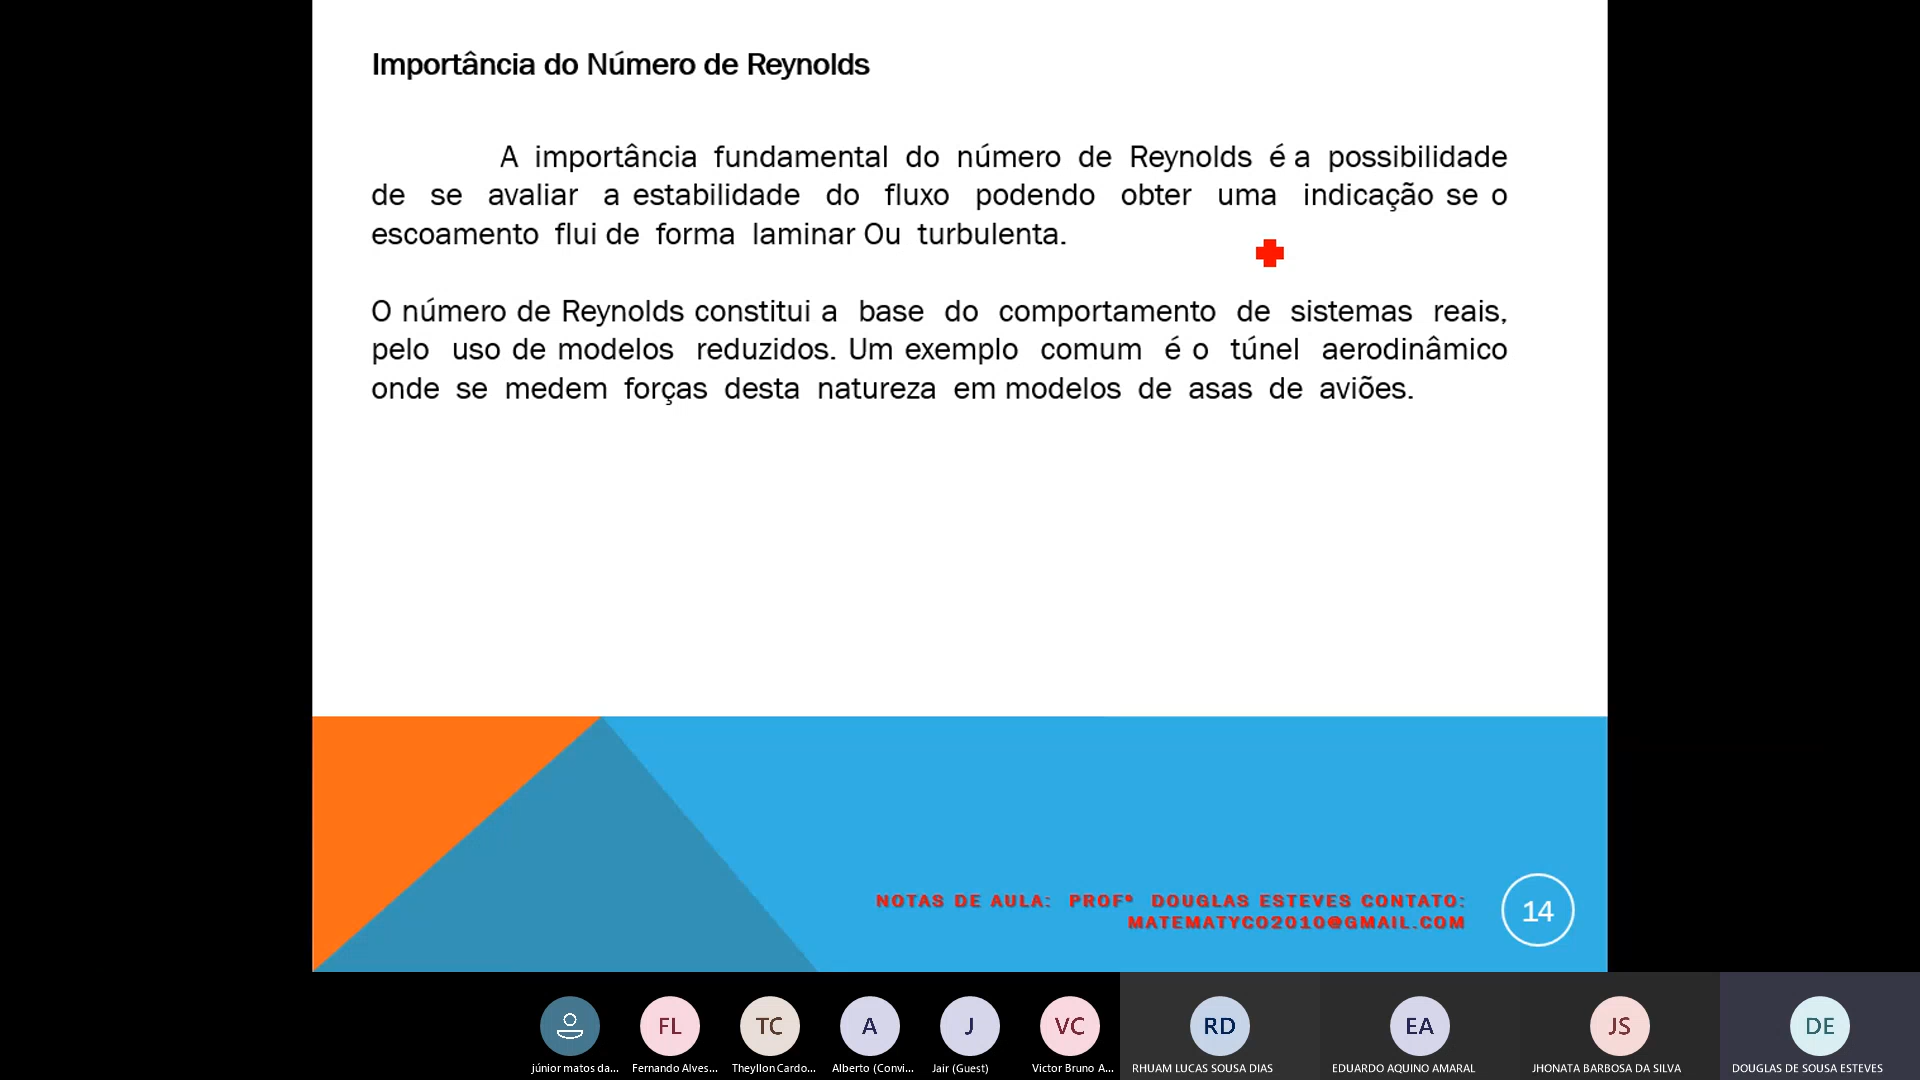 Importância do Número de Reynolds
A importância fundamental do número de Reynolds é a possibilidade
de se avaliar a estabilidade do fluxo podendo obter uma indicação se o
escoamento flui de forma laminar Ou turbulenta.
O número de Reynolds constitui a base do comportamento de sistemas reais,
pelo uso de modelos reduzidos. Um exemplo comum é o túnel aerodinâmico
onde se medem forças desta natureza em modelos de asas de aviões.
NOTAS DE AULA: PROFº DOUGLAS ESTEVES CONTATO:
MATEMATYCO2010@GMAIL.COM
14
FL TC A J VC RD EA JS DE
júnior matos da... Fernando Alves... Theyllon Cardo... Alberto (Convi... Jair (Guest) Victor Bruno A... RHUAM LUCAS SOUSA DIAS EDUARDO AQUINO AMARAL JHONATA BARBOSA DA SILVA DOUGLAS DE SOUSA ESTEVES